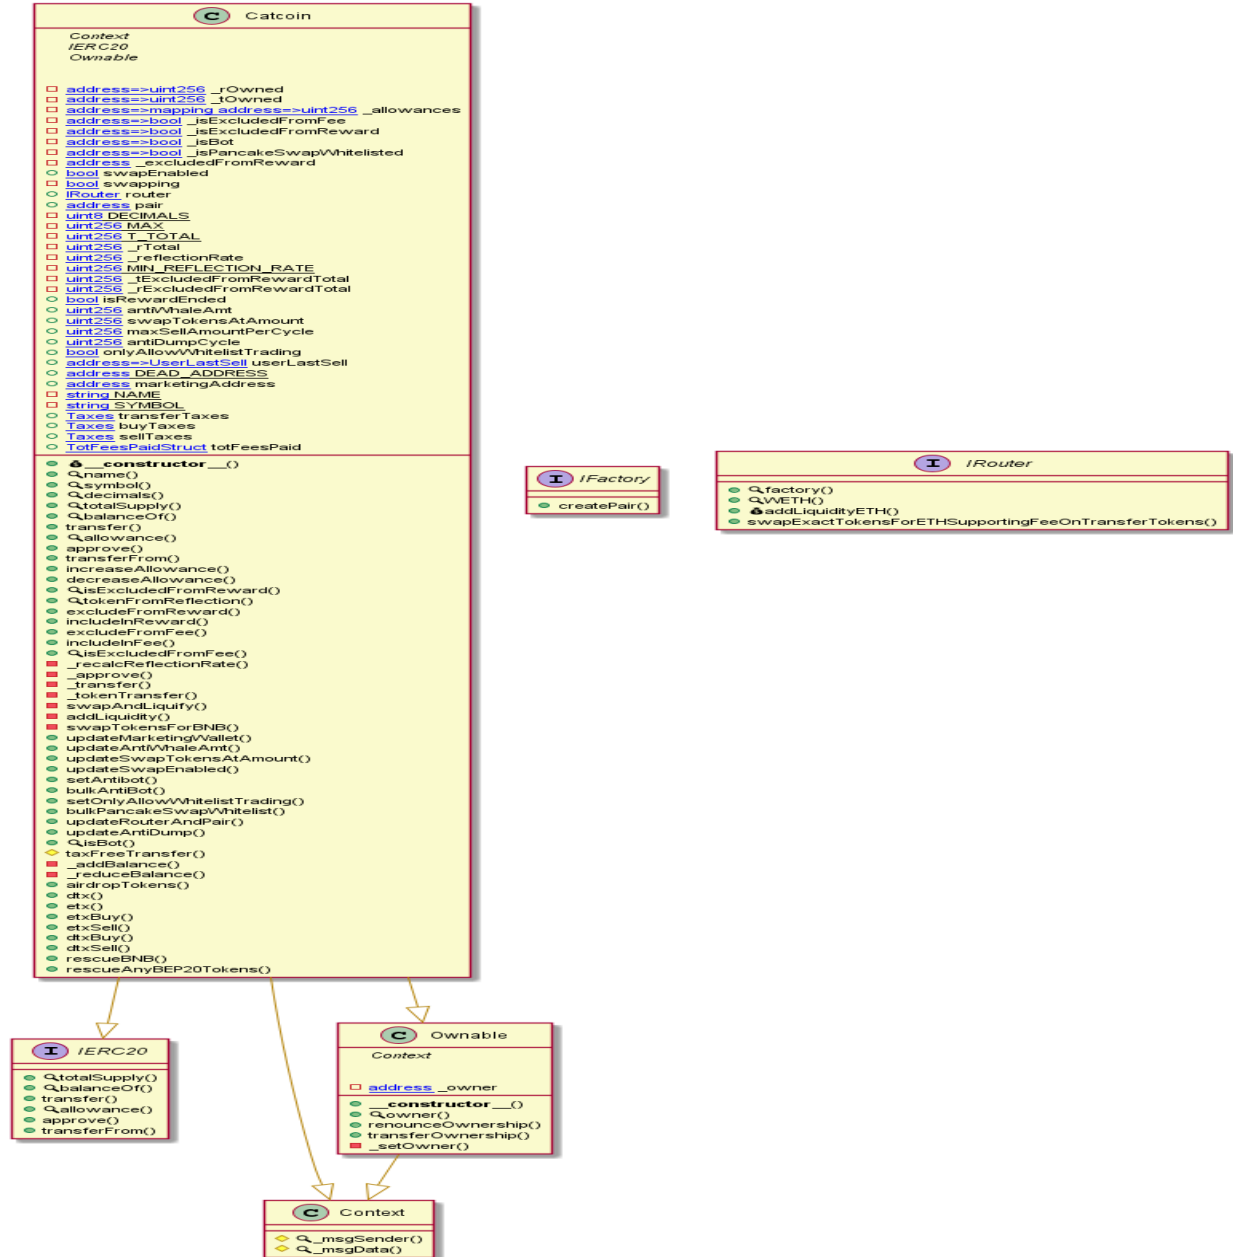 C Catcoin
Context
IERC20
Ownable
address=>uint256 _rOwned
address=>uint256 _tOwned
address=>mapping address=>uint256 _allowances
address=>bool _isExcludedFromFee
address=>bool _isExcludedFromReward
address=>bool _isBot
address=>bool _isPancakeSwapWhitelisted
address _excludedFromReward
bool swapEnabled
bool swapping
IRouter router
address pair
uint8 DECIMALS
uint256 MAX
uint256 T_TOTAL
uint256 _rTotal
uint256 _reflectionRate
uint256 MIN_REFLECTION_RATE
uint256 _tExcludedFromRewardTotal
uint256 _rExcludedFromRewardTotal
bool isRewardEnded
uint256 antiWhaleAmt
uint256 swapTokensAtAmount
uint256 maxSellAmountPerCycle
uint256 antiDumpCycle
bool onlyAllowWhitelistTrading
address=>UserLastSell userLastSell
address DEAD_ADDRESS
address marketingAddress
string NAME
string SYMBOL
Taxes transferTaxes
Taxes buyTaxes
Taxes sellTaxes
TotFeesPaidStruct totFeesPaid
__constructor__()
name()
symbol()
decimals()
totalSupply()
balanceOf()
transfer()
allowance()
approve()
transferFrom()
increaseAllowance()
decreaseAllowance()
isExcludedFromReward()
tokenFromReflection()
excludeFromReward()
includeInReward()
excludeFromFee()
includeInFee()
isExcludedFromFee()
_recalcReflectionRate()
_approve()
_transfer()
_tokenTransfer()
swapAndLiquify()
addLiquidity()
swapTokensForBNB()
updateMarketingWallet()
updateAntiWhaleAmt()
updateSwapTokensAtAmount()
updateSwapEnabled()
setAntibot()
bulkAntiBot()
setOnlyAllowWhitelistTrading()
bulkPancakeSwapWhitelist()
updateRouterAndPair()
updateAntiDump()
isBot()
taxFreeTransfer()
_addBalance()
_reduceBalance()
airdropTokens()
dtx()
etx()
etxBuy()
etxSell()
dtxBuy()
dtxSell()
rescueBNB()
rescueAnyBEP20Tokens()
I IFactory
createPair()
I IRouter
factory()
WETH()
addLiquidityETH()
swapExactTokensForETHSupportingFeeOnTransferTokens()
I IERC20
totalSupply()
balanceOf()
transfer()
allowance()
approve()
transferFrom()
C Ownable
Context
address _owner
__constructor__()
owner()
renounceOwnership()
transferOwnership()
_setOwner()
C Context
_msgSender()
_msgData()